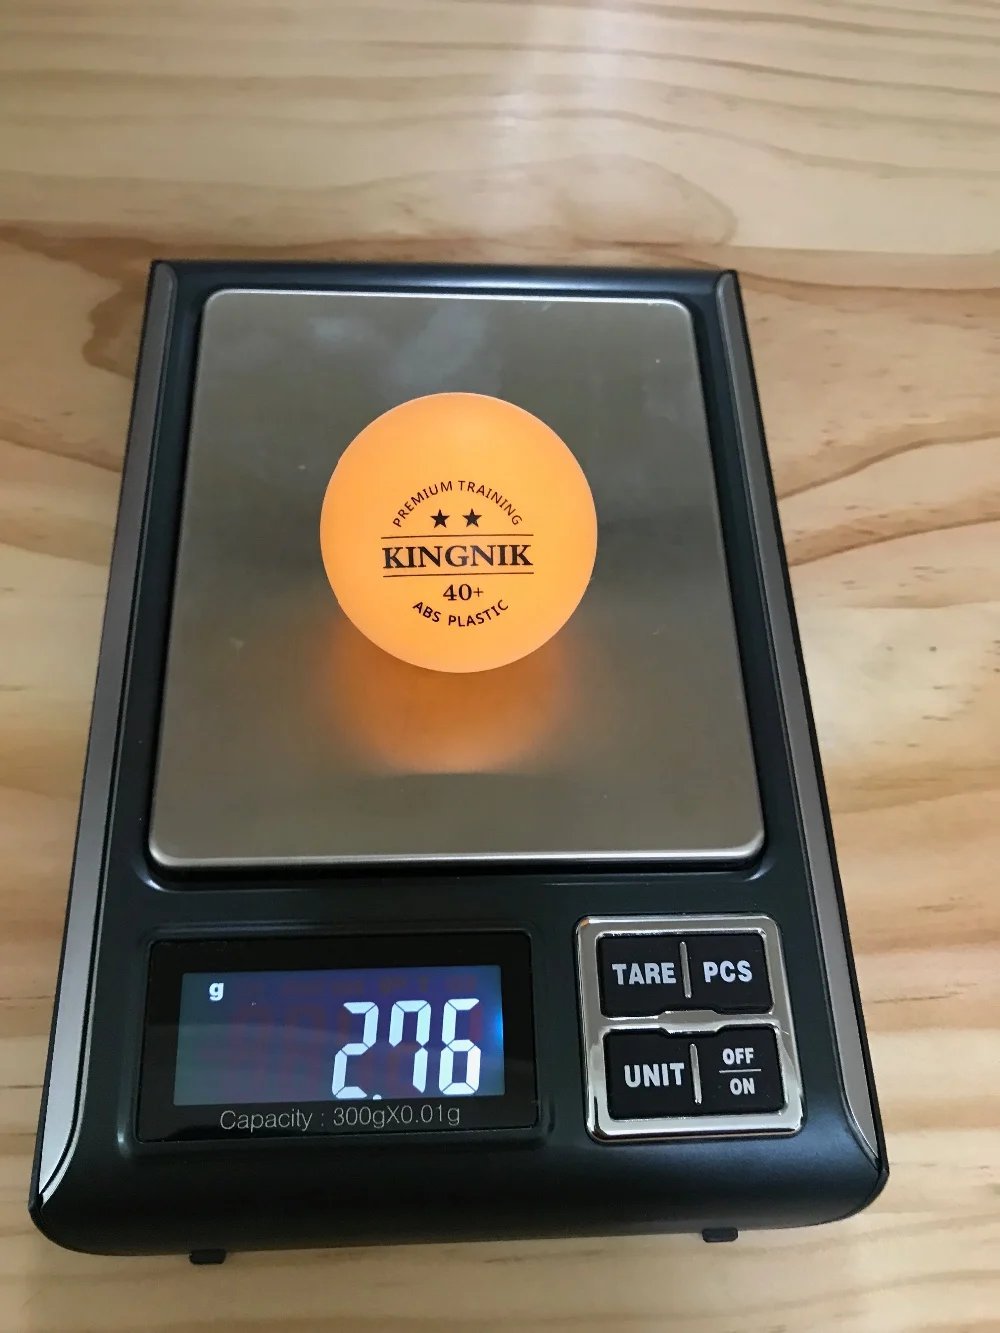 PREMIUM TRAINING
★ ★
KINGNIK
40+
ABS PLASTIC
g
2.76
Capacity : 300gX0.01g
TARE PCS
UNIT OFF
ON